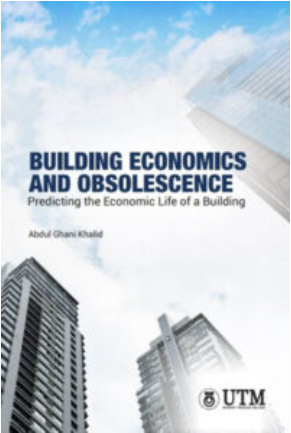 BUILDING ECONOMICS
AND OBSOLESCENCE
Predicting the Economic Life of a Building
Abdul Ghani Khalid
UTM